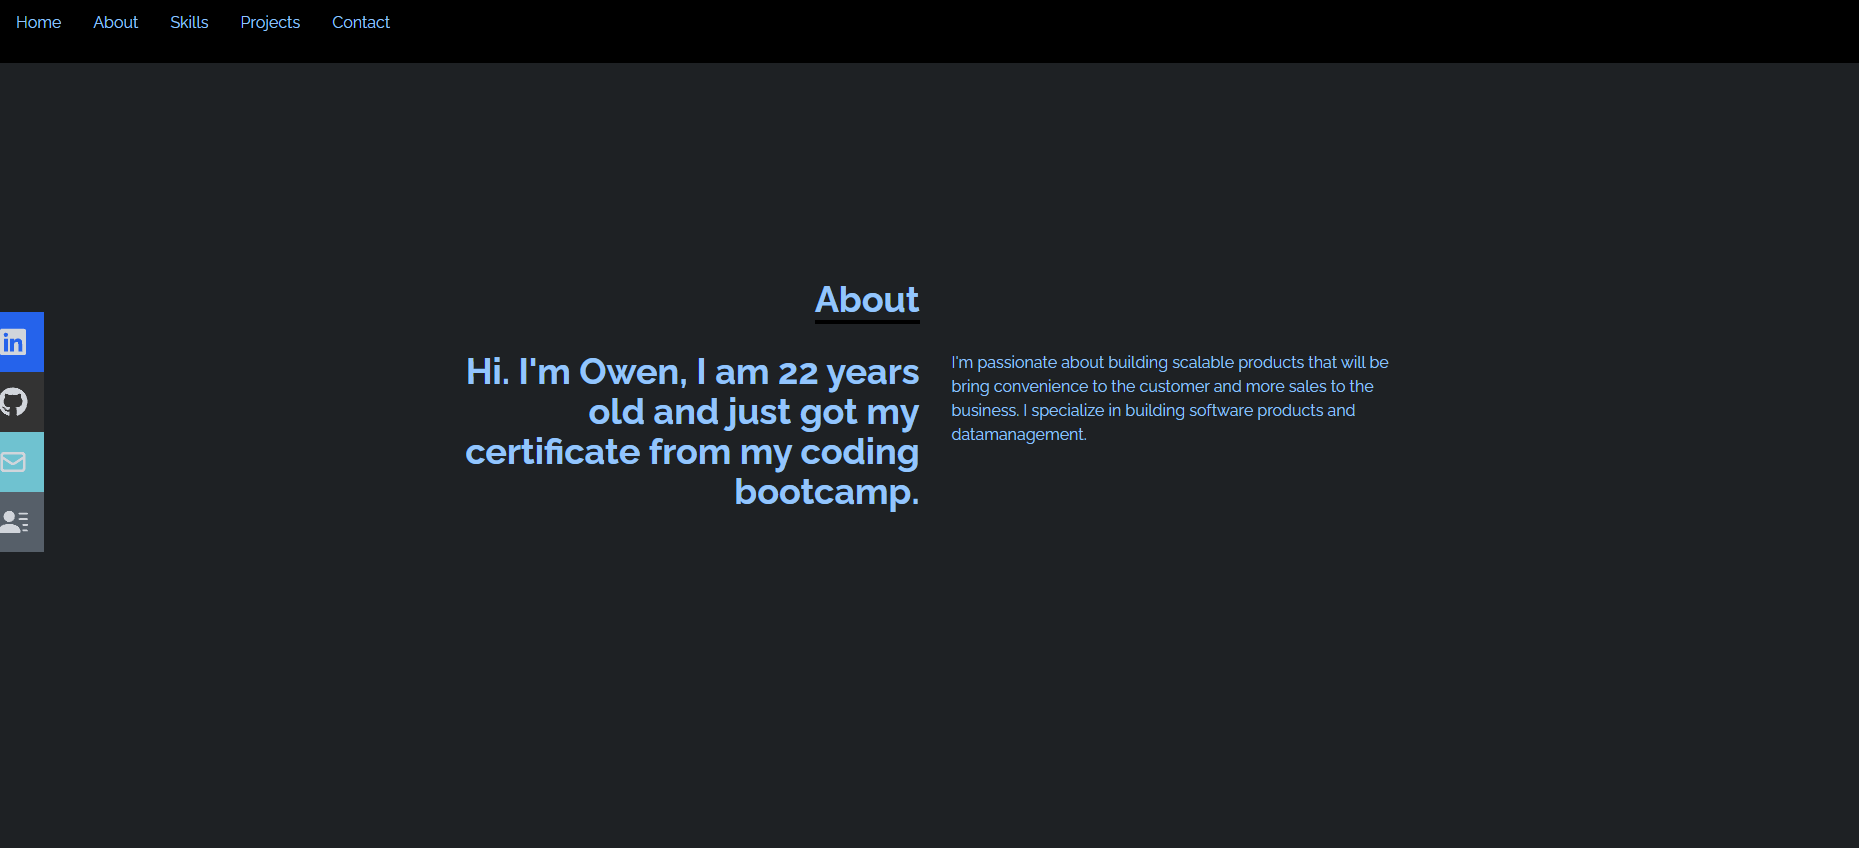 Home About Skills Projects Contact
About
Hi. I'm Owen, I am 22 years
old and just got my
certificate from my coding
bootcamp.
I'm passionate about building scalable products that will be
bring convenience to the customer and more sales to the
business. I specialize in building software products and
datamanagement.
in